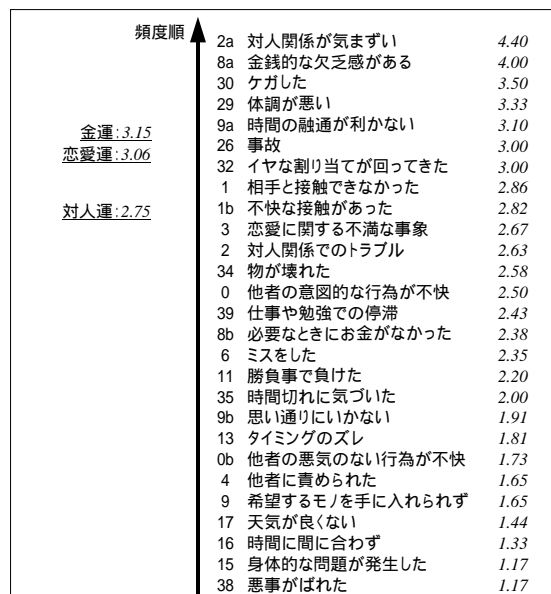 頻度順
2a 対人関係が気まずい 4.40
8a 金銭的な欠乏感がある 4.00
30 ケガした 3.50
29 体調が悪い 3.33
金運:3.15
9a 時間の融通が利かない 3.10
恋愛運:3.06
26 事故 3.00
32 イヤな割り当てが回ってきた 3.00
1 相手と接触できなかった 2.86
対人運:2.75
1b 不快な接触があった 2.82
3 恋愛に関する不満な事象 2.67
2 対人関係でのトラブル 2.63
34 物が壊れた 2.58
0 他者の意図的な行為が不快 2.50
39 仕事や勉強での停滞 2.43
8b 必要なときにお金がなかった 2.38
6 ミスをした 2.35
11 勝負事で負けた 2.20
35 時間切れに気づいた 2.00
9b 思い通りにいかない 1.91
13 タイミングのズレ 1.81
0b 他者の悪気のない行為が不快 1.73
4 他者に責められた 1.65
9 希望するモノを手に入れられず 1.65
17 天気が良くない 1.44
16 時間に間に合わず 1.33
15 身体的な問題が発生した 1.17
38 悪事がばれた 1.17